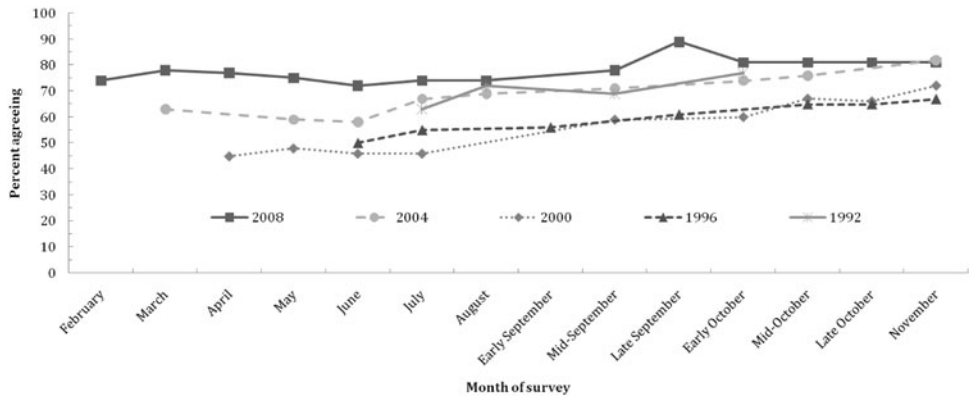 100
90
80
70
60
50
40
30
20
10
0
Percent agreeing
2008 2004 2000 1996 1992
February March April May June July August Early September Mid-September Late September Early October Mid-October Late October November
Month of survey